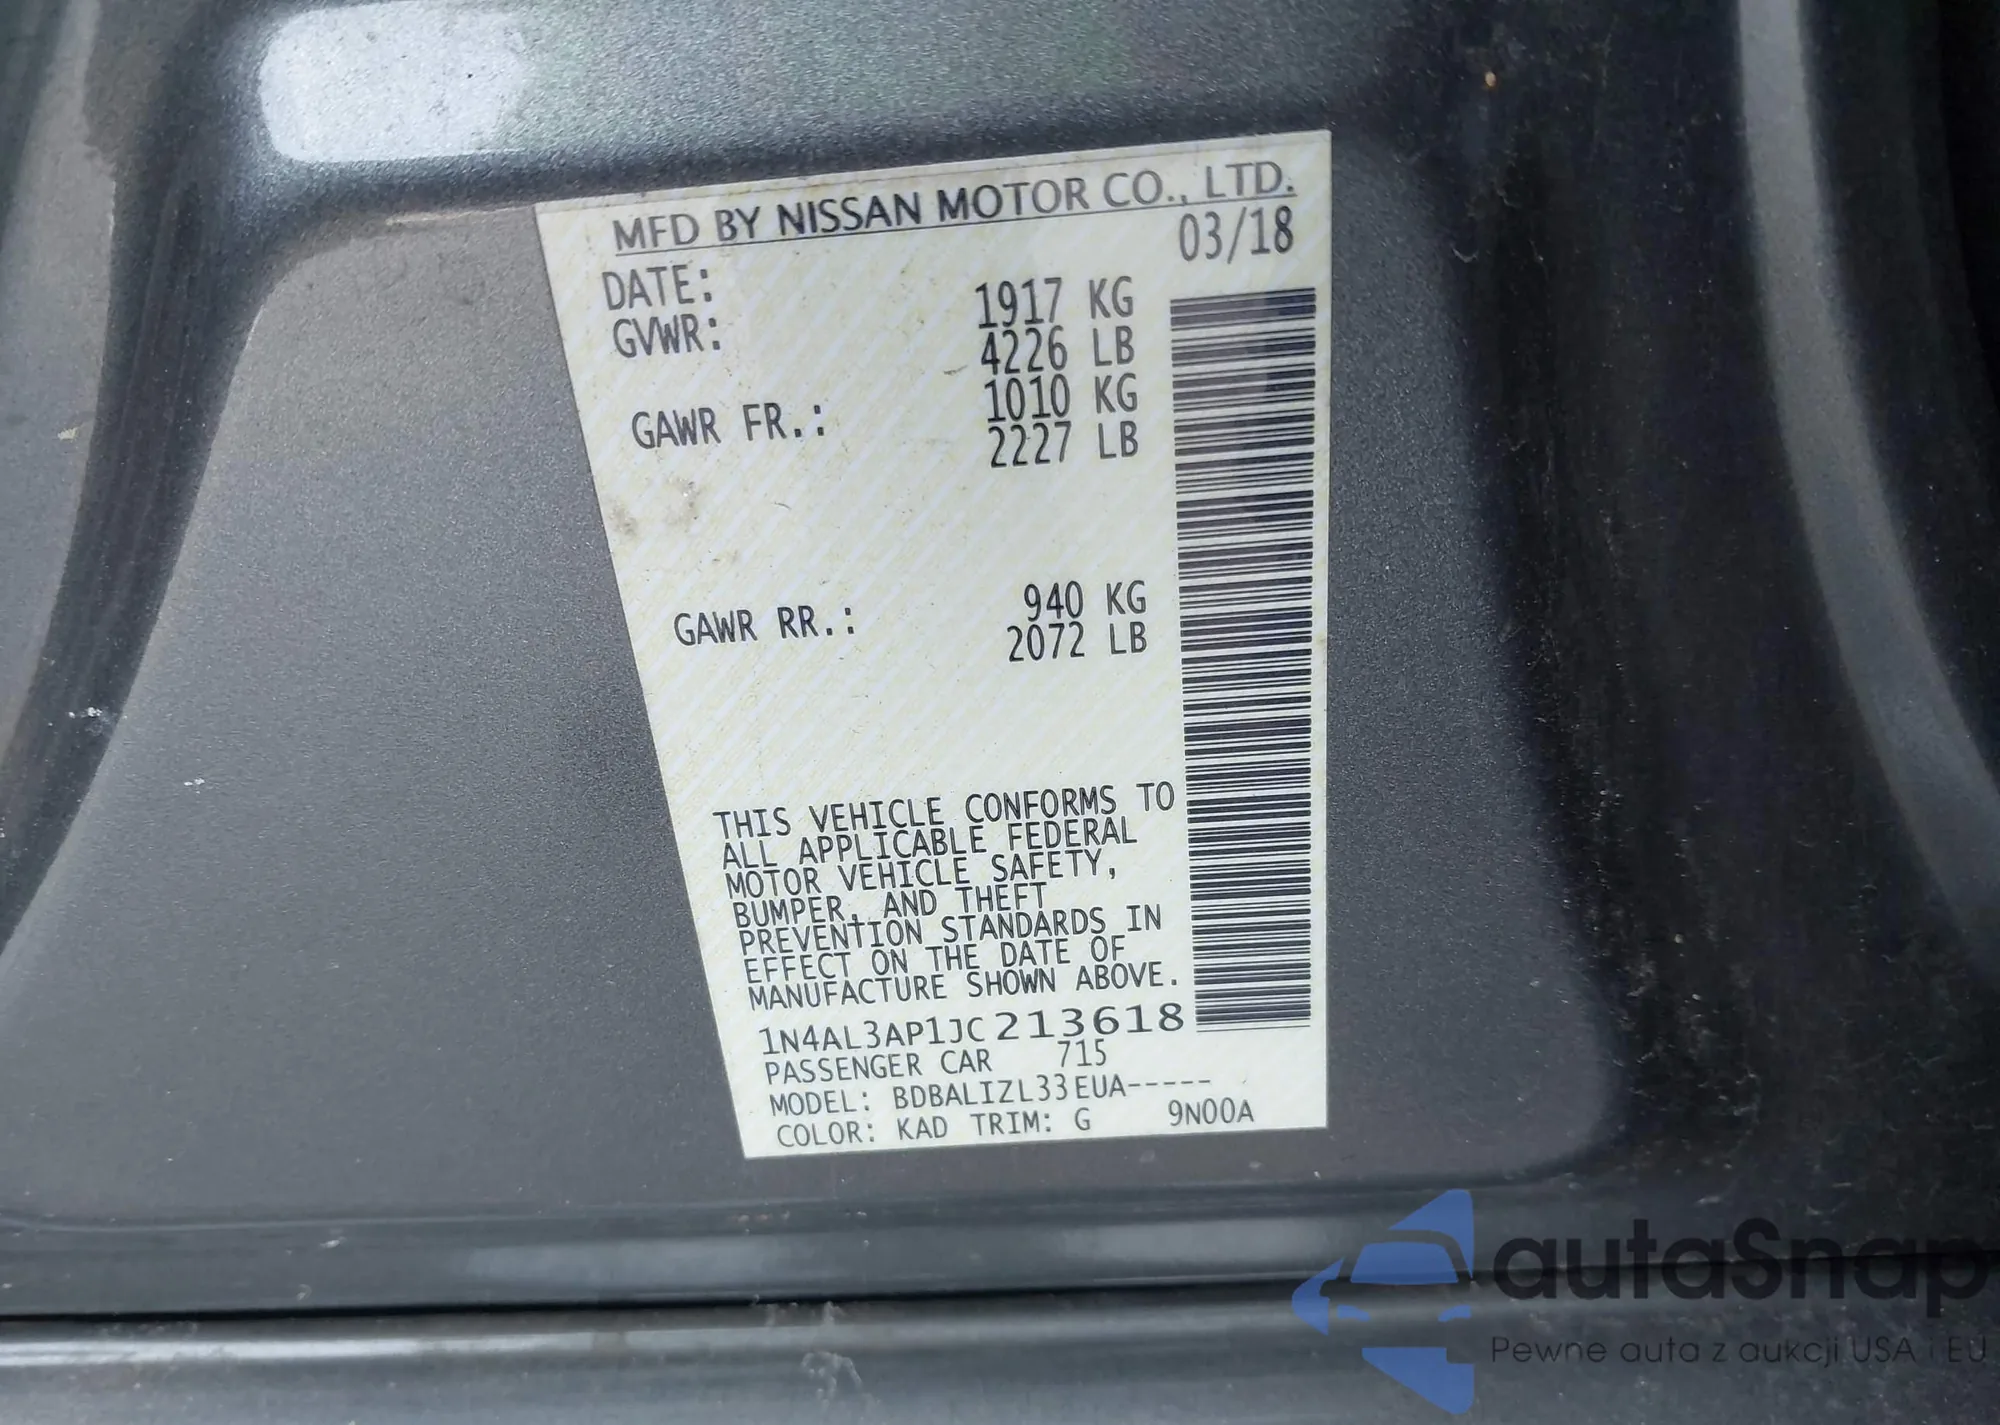 MFD BY NISSAN MOTOR CO., LTD.
DATE: 03/18
GVWR: 1917 KG
4226 LB
GAWR FR.: 1010 KG
2227 LB
GAWR RR.: 940 KG
2072 LB
THIS VEHICLE CONFORMS TO
ALL APPLICABLE FEDERAL
MOTOR VEHICLE SAFETY,
BUMPER, AND THEFT
PREVENTION STANDARDS IN
EFFECT ON THE DATE OF
MANUFACTURE SHOWN ABOVE.
1N4AL3AP1JC213618
PASSENGER CAR 715
MODEL: BDBALIZL33EUA-----
COLOR: KAD TRIM: G 9N00A
autaSnap
Pewne auta z aukcji USA i EU